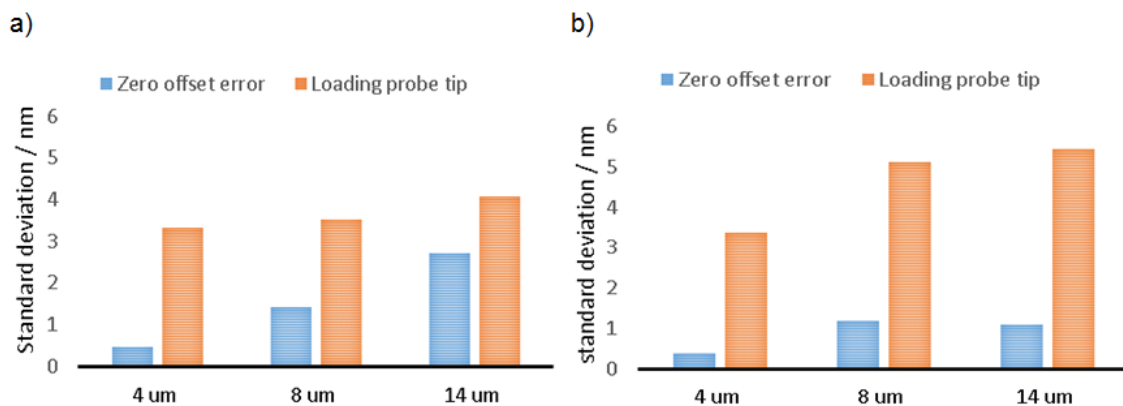 a)
Zero offset error Loading probe tip
Standard deviation / nm
6
5
4
3
2
1
0
4 um 8 um 14 um
b)
Zero offset error Loading probe tip
standard deviation / nm
6
5
4
3
2
1
0
4 um 8 um 14 um